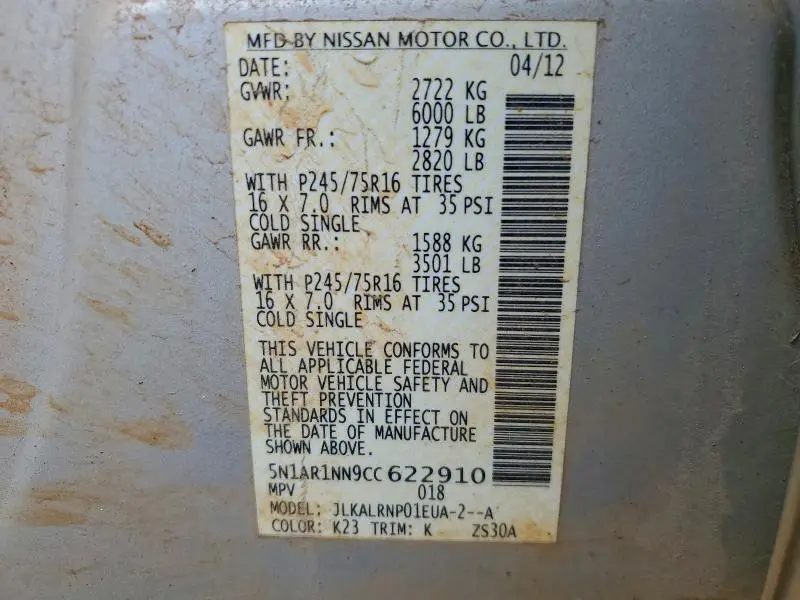 MFD BY NISSAN MOTOR CO., LTD.
DATE: 04/12
GVWR: 2722 KG
6000 LB
GAWR FR.: 1279 KG
2820 LB
WITH P245/75R16 TIRES
16 X 7.0 RIMS AT 35 PSI
COLD SINGLE
GAWR RR.: 1588 KG
3501 LB
WITH P245/75R16 TIRES
16 X 7.0 RIMS AT 35 PSI
COLD SINGLE
THIS VEHICLE CONFORMS TO
ALL APPLICABLE FEDERAL
MOTOR VEHICLE SAFETY AND
THEFT PREVENTION
STANDARDS IN EFFECT ON
THE DATE OF MANUFACTURE
SHOWN ABOVE.
5N1AR1NN9CC622910
MPV 018
MODEL: JLKALRNP01EUA-2--A
COLOR: K23 TRIM: K ZS30A